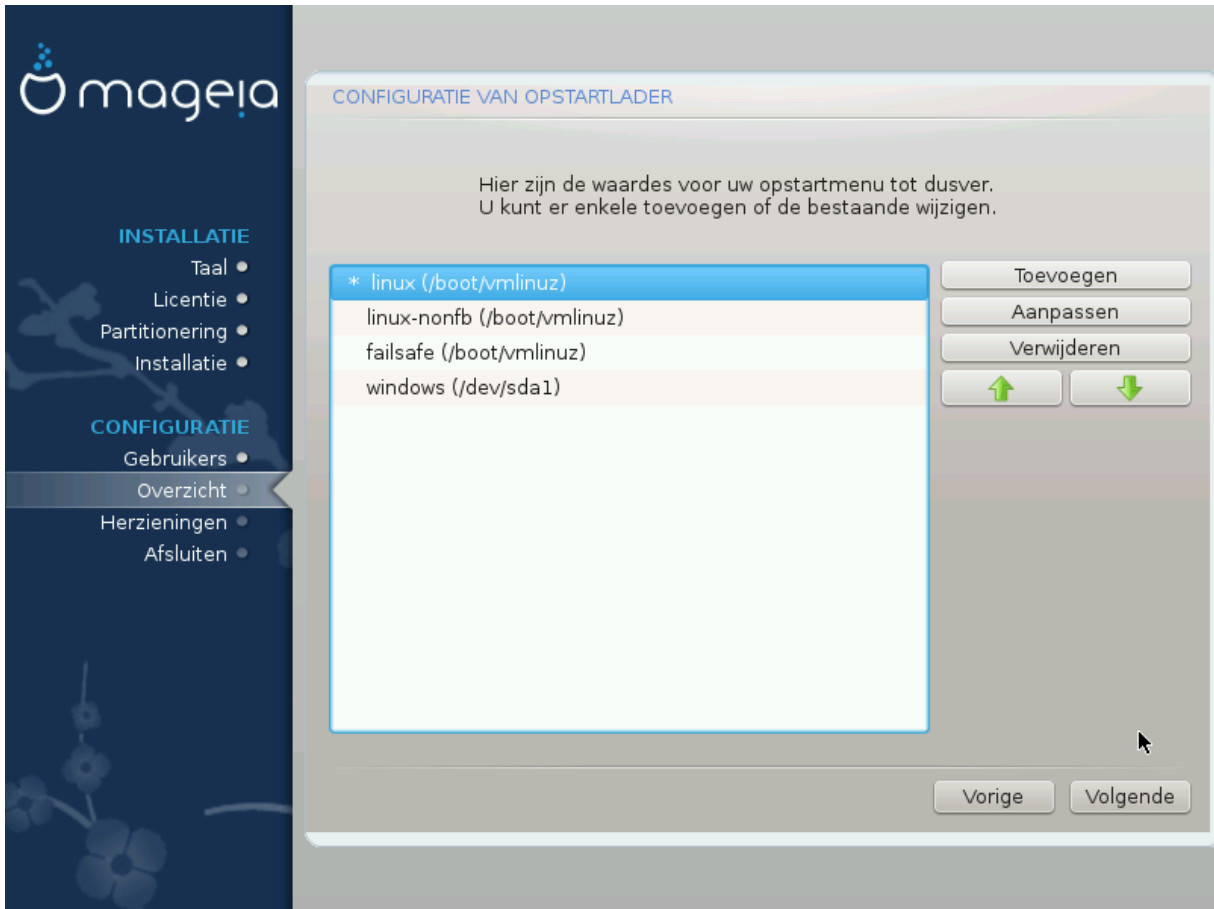 mageia
INSTALLATIE
Taal
Licentie
Partitionering
Installatie
CONFIGURATIE
Gebruikers
Overzicht
Herzieningen
Afsluiten
CONFIGURATIE VAN OPSTARTLADER
Hier zijn de waardes voor uw opstartmenu tot dusver.
U kunt er enkele toevoegen of de bestaande wijzigen.
* linux (/boot/vmlinuz)
linux-nonfb (/boot/vmlinuz)
failsafe (/boot/vmlinuz)
windows (/dev/sda1)
Toevoegen
Aanpassen
Verwijderen
Vorige
Volgende